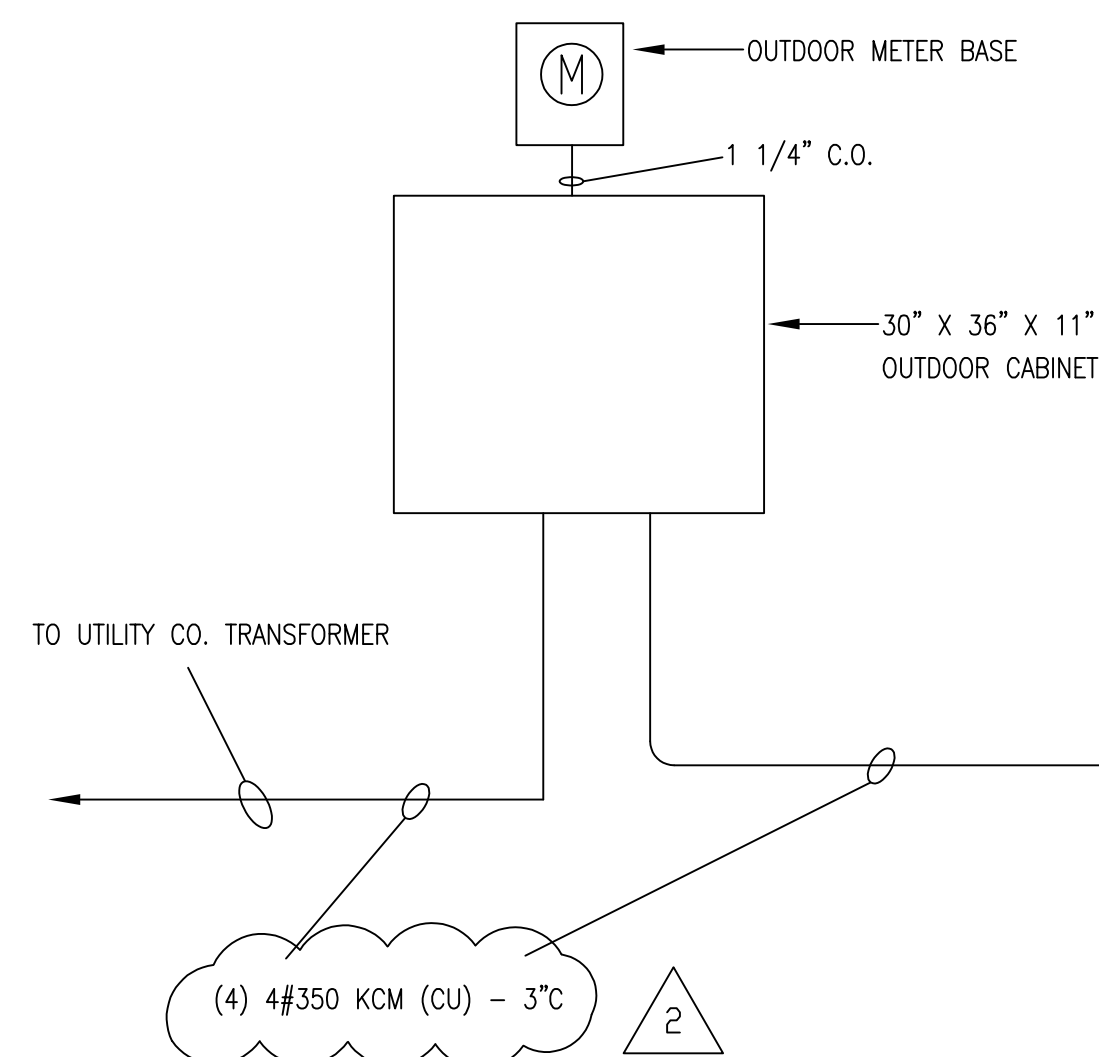 M
OUTDOOR METER BASE
1 1/4" C.O.
30" X 36" X 11"
OUTDOOR CABINET
TO UTILITY CO. TRANSFORMER
(4) 4#350 KCM (CU) – 3"C
2